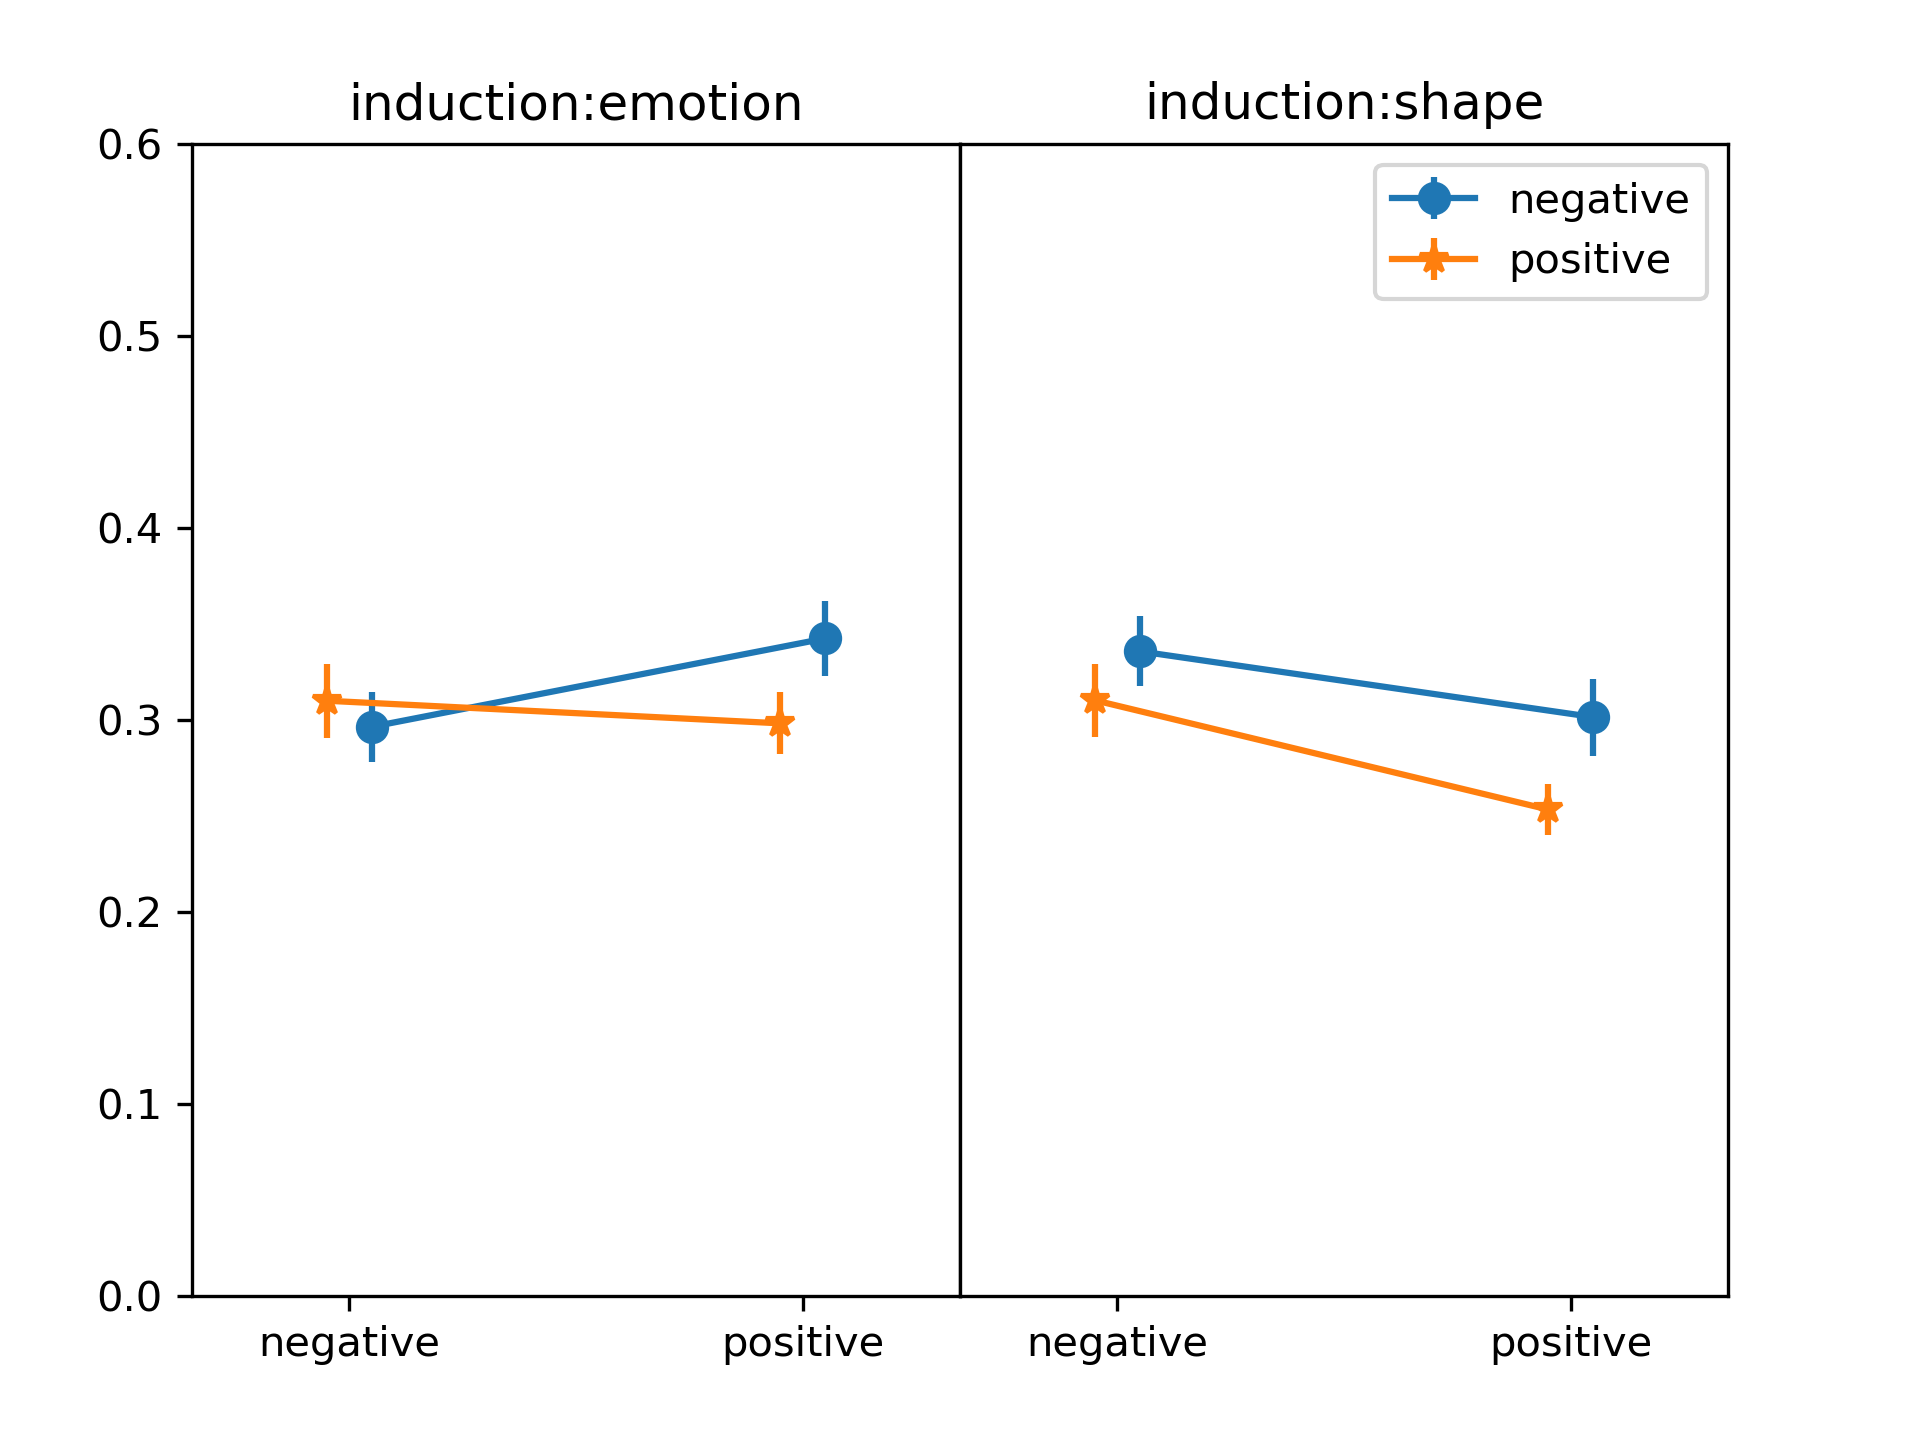 induction:emotion
induction:shape
0.6
0.5
0.4
0.3
0.2
0.1
0.0
negative
positive
negative
positive
negative
positive